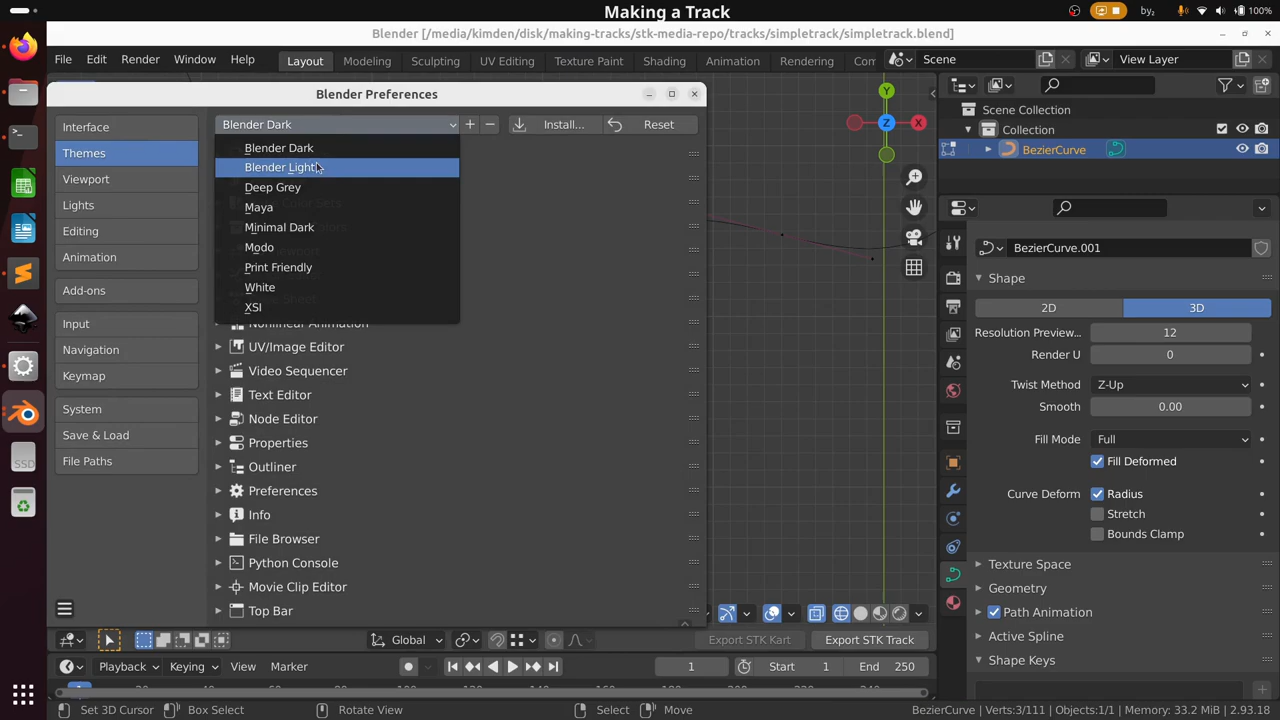 Making a Track
by₂
100%
Blender [/media/kimden/disk/making-tracks/stk-media-repo/tracks/simpletrack/simpletrack.blend]
File Edit Render Window Help Layout Modeling Sculpting UV Editing Texture Paint Shading Animation Rendering Scene View Layer
Blender Preferences
Interface
Themes
Viewport
Lights
Editing
Animation
Add-ons
Input
Navigation
Keymap
System
Save & Load
File Paths
Blender Dark Install... Reset
Blender Dark
Blender Light
Deep Grey
Maya
Minimal Dark
Modo
Print Friendly
White
XSI
Nonlinear Animation
UV/Image Editor
Video Sequencer
Text Editor
Node Editor
Properties
Outliner
Preferences
Info
File Browser
Python Console
Movie Clip Editor
Top Bar
Y
Z
X
Scene Collection
Collection
BezierCurve
BezierCurve.001
Shape
2D 3D
Resolution Preview... 12
Render U 0
Twist Method Z-Up
Smooth 0.00
Fill Mode Full
Fill Deformed
Curve Deform Radius
Stretch
Bounds Clamp
Texture Space
Geometry
Path Animation
Active Spline
Shape Keys
SSD
Global Export STK Kart Export STK Track
Playback Keying View Marker 1 Start 1 End 250
Set 3D Cursor Box Select Rotate View Select Move BezierCurve | Verts:3/111 | Objects:1/1 | Memory: 33.2 MiB | 2.93.18